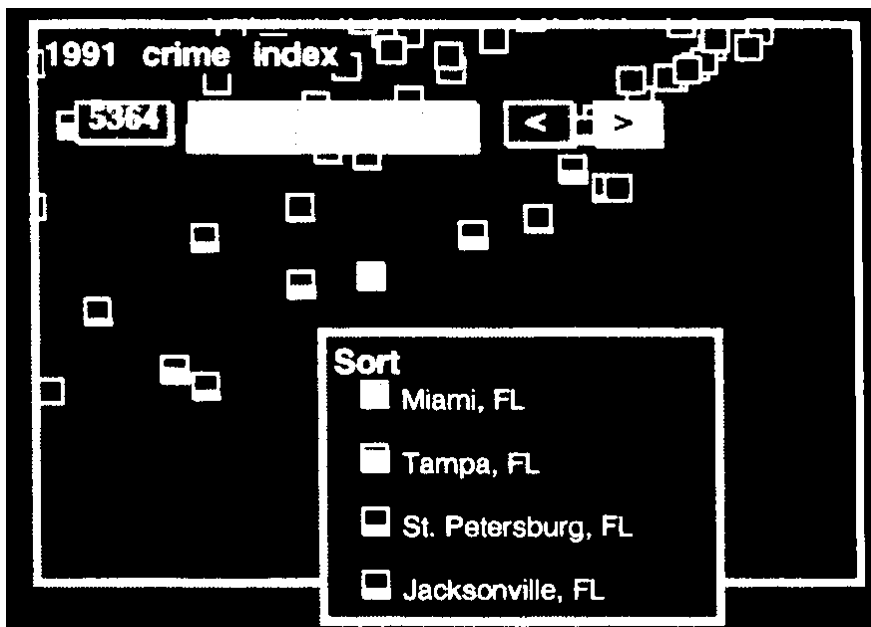 1991 crime index
5364 < >
Sort
Miami, FL
Tampa, FL
St. Petersburg, FL
Jacksonville, FL